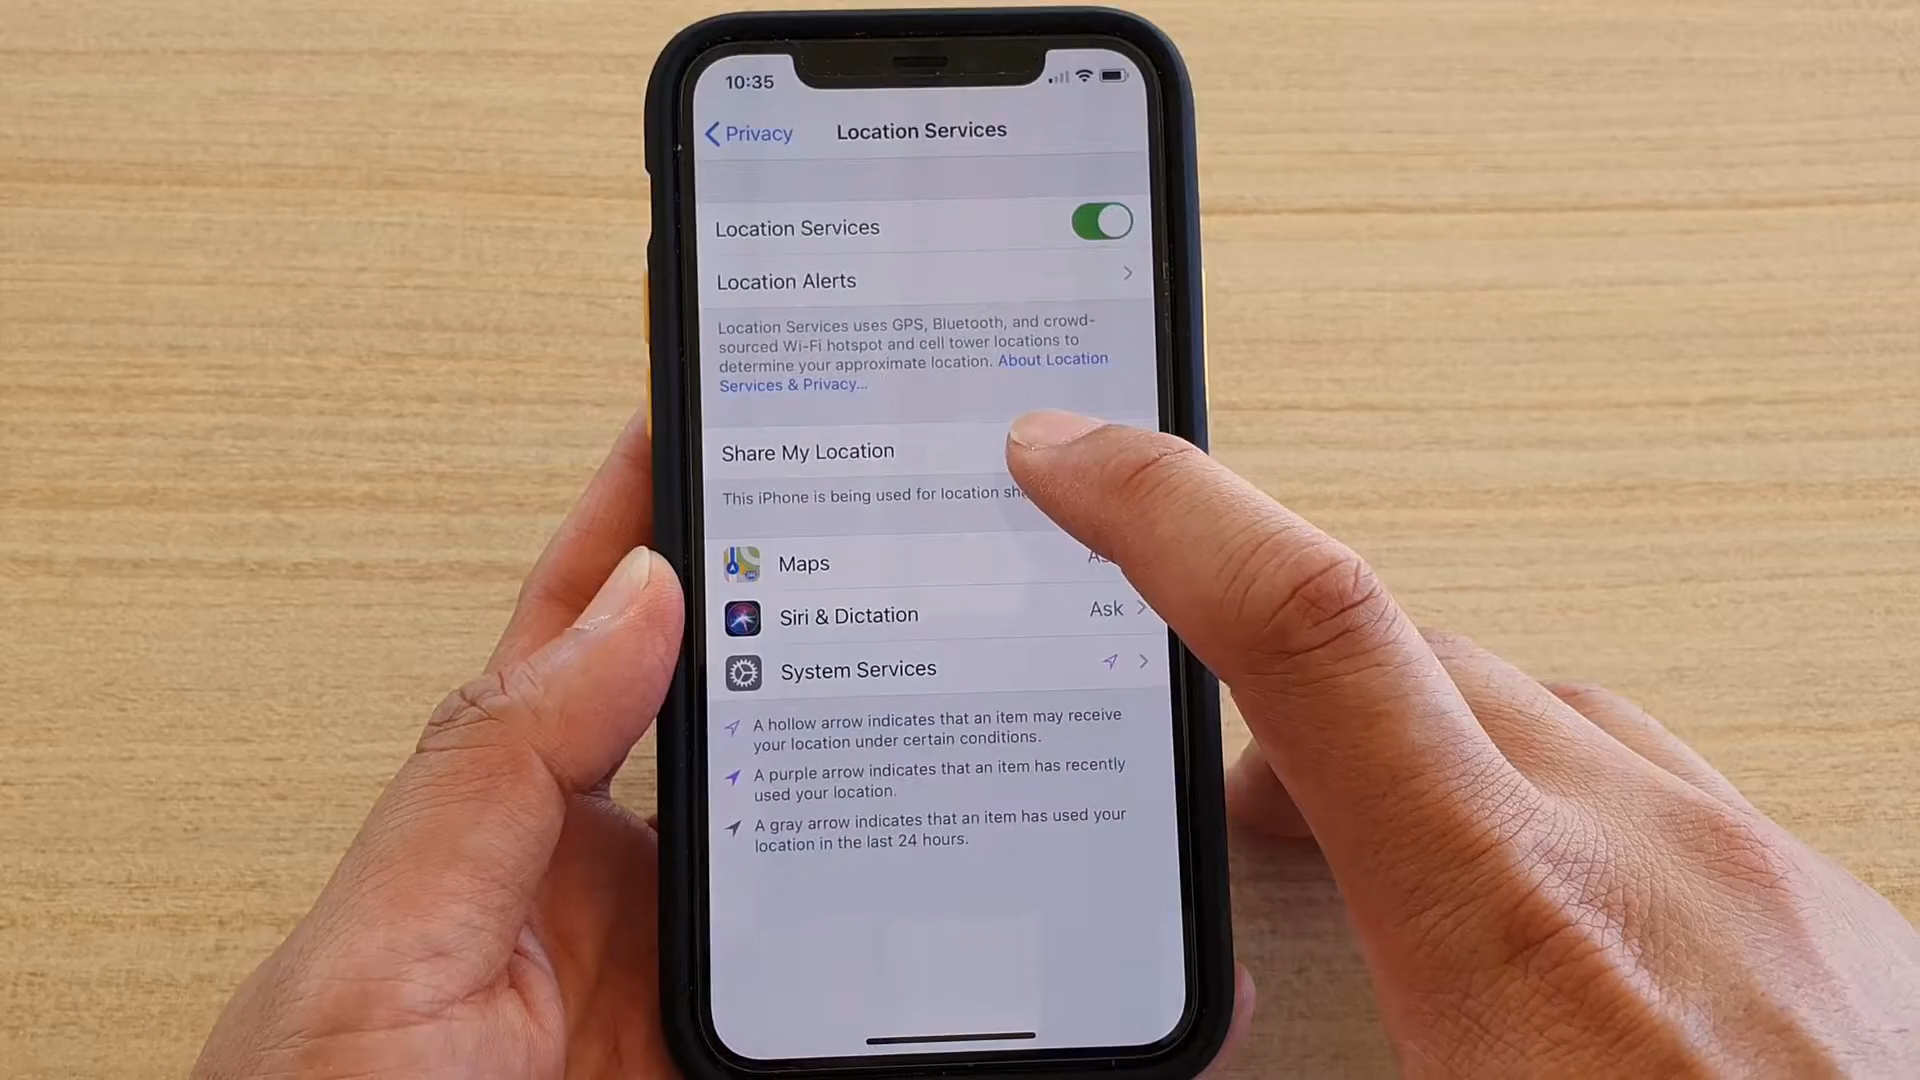 10:35
Privacy
Location Services
Location Services
Location Alerts
Location Services uses GPS, Bluetooth, and crowd-
sourced Wi-Fi hotspot and cell tower locations to
determine your approximate location. About Location
Services & Privacy...
Share My Location
This iPhone is being used for location
Maps
Siri & Dictation Ask
System Services
A hollow arrow indicates that an item may receive
your location under certain conditions.
A purple arrow indicates that an item has recently
used your location.
A gray arrow indicates that an item has used your
location in the last 24 hours.